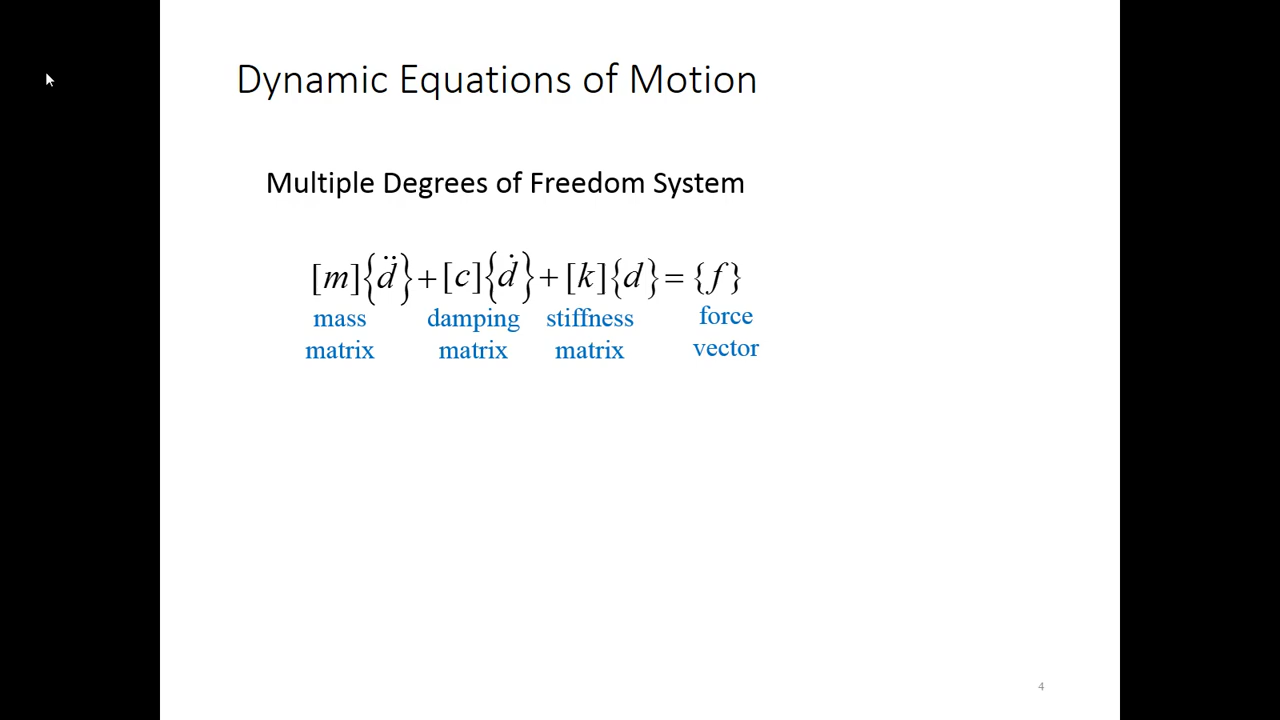 Dynamic Equations of Motion
Multiple Degrees of Freedom System
[m]{d̈}+[c]{ḋ}+[k]{d}={f}
mass damping stiffness force
matrix matrix matrix vector
4